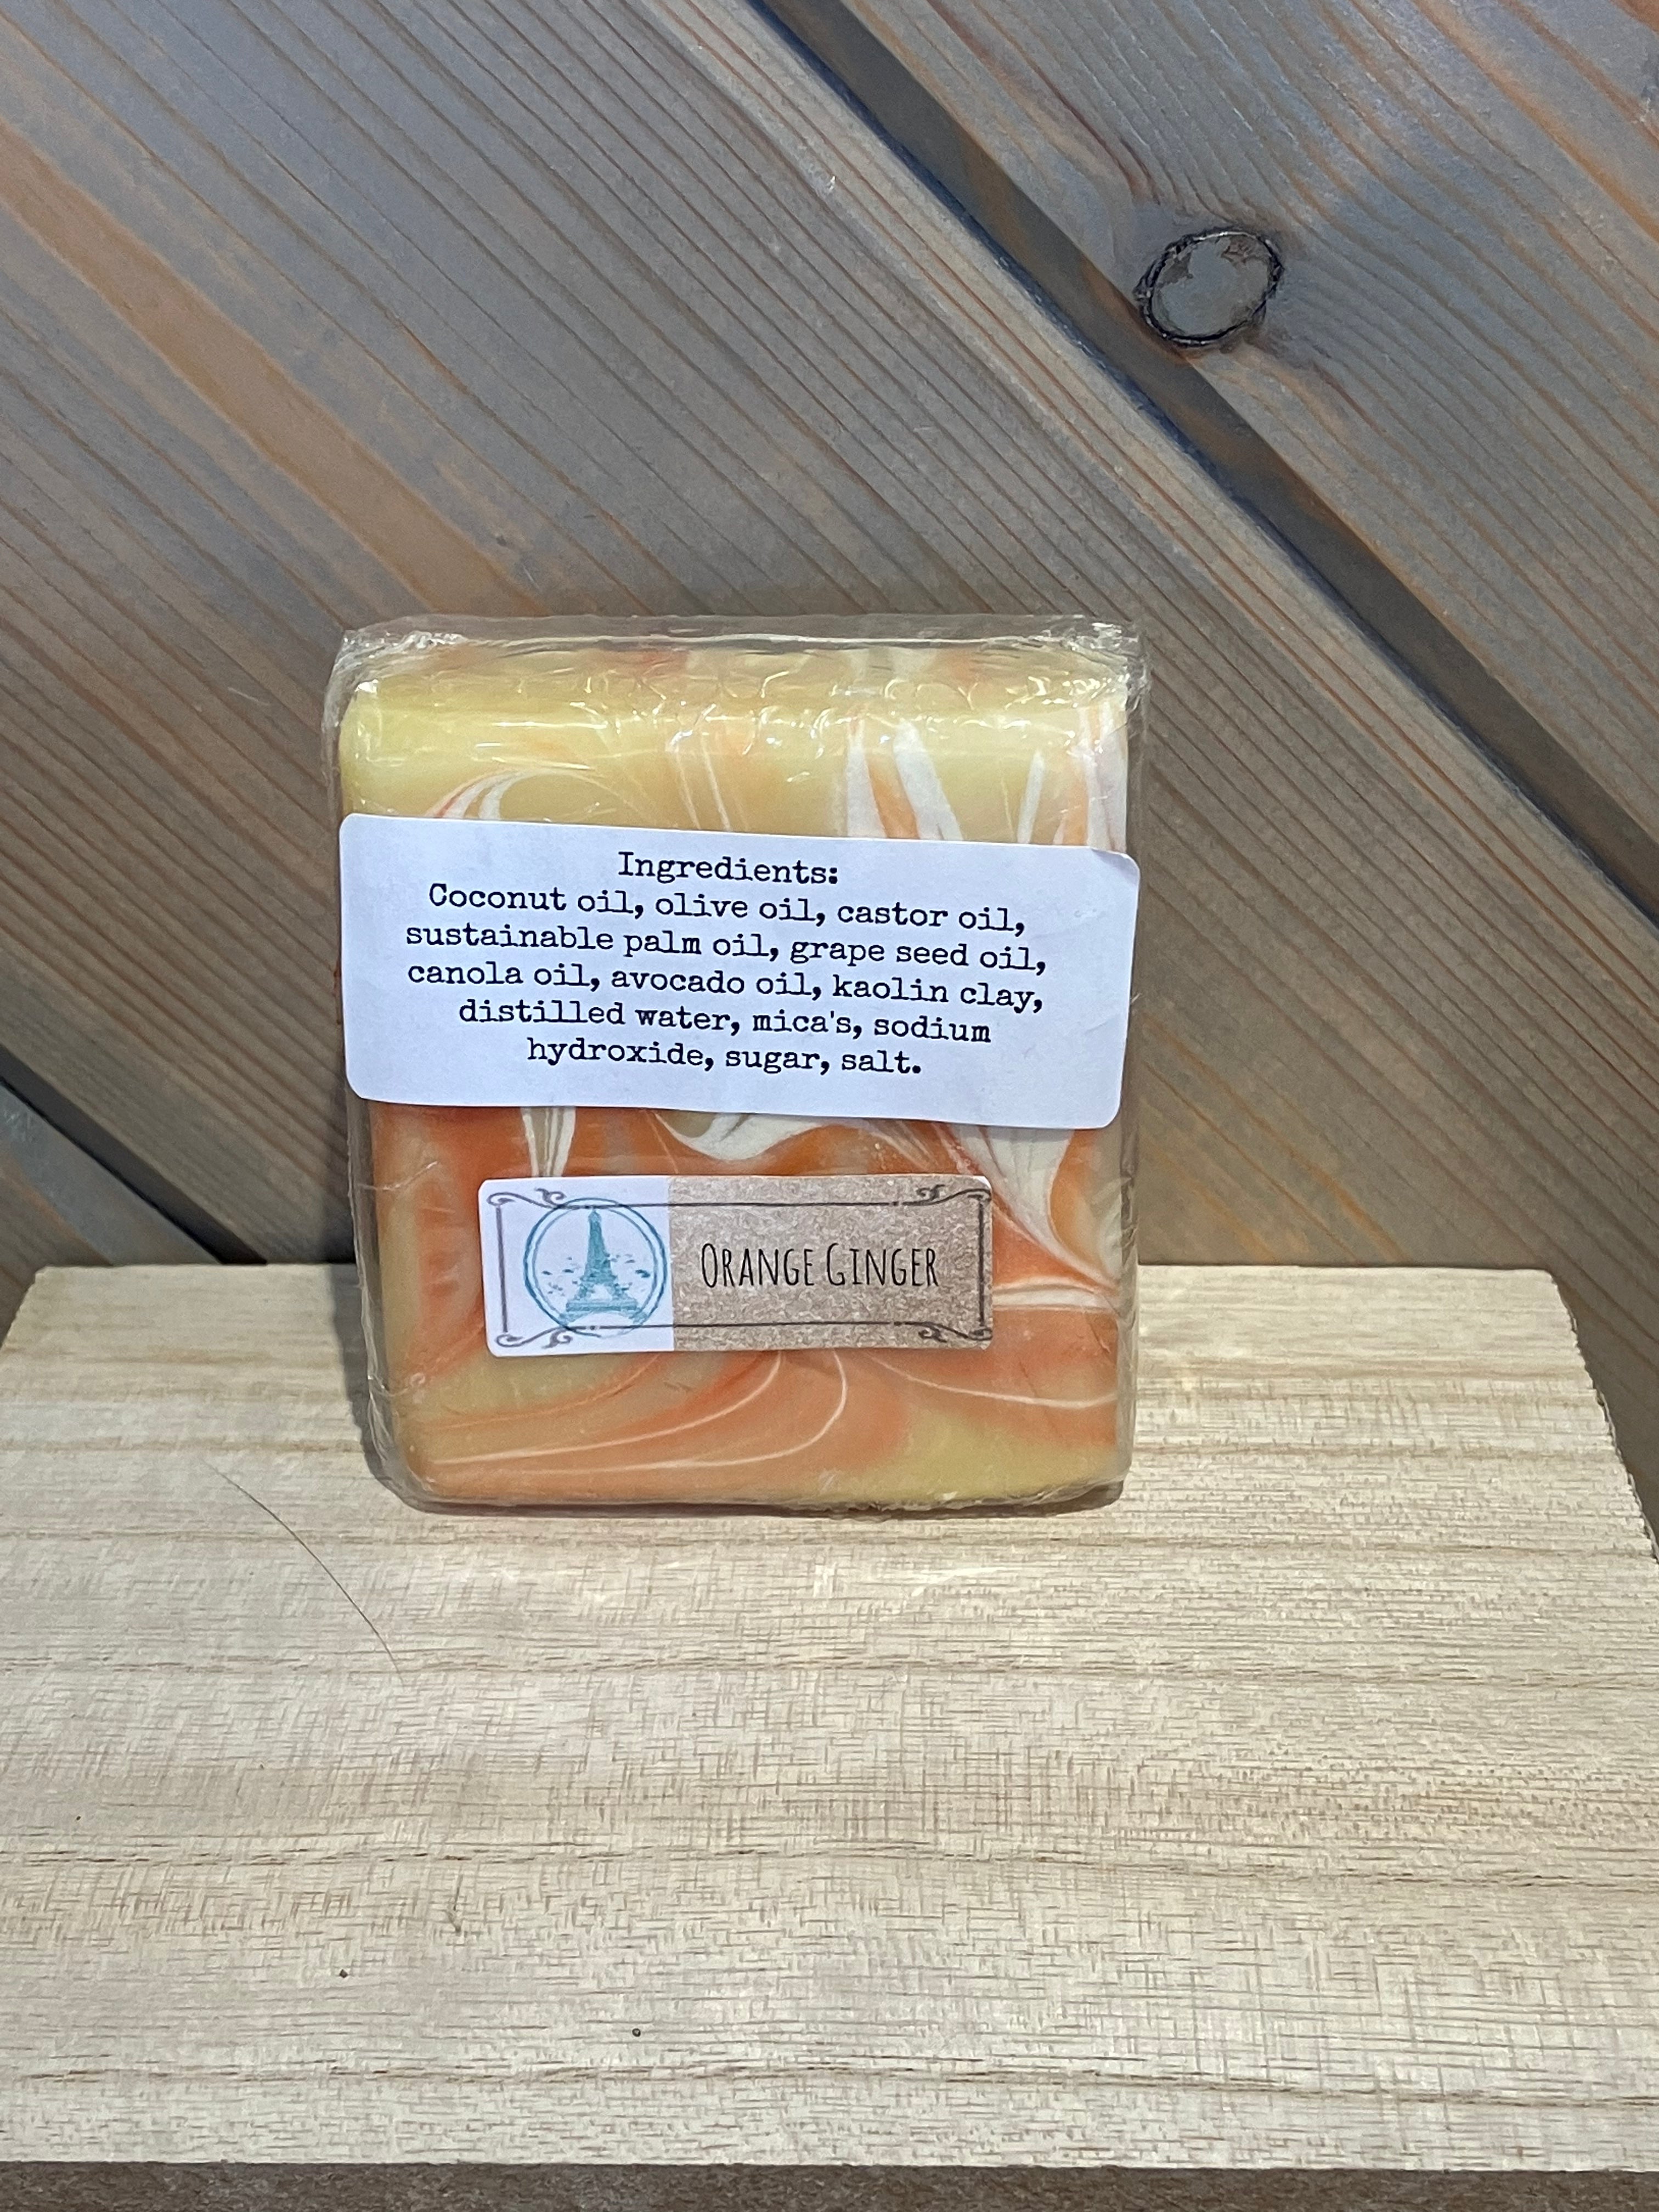 Ingredients:
Coconut oil, olive oil, castor oil,
sustainable palm oil, grape seed oil,
canola oil, avocado oil, kaolin clay,
distilled water, mica's, sodium
hydroxide, sugar, salt.
ORANGE GINGER